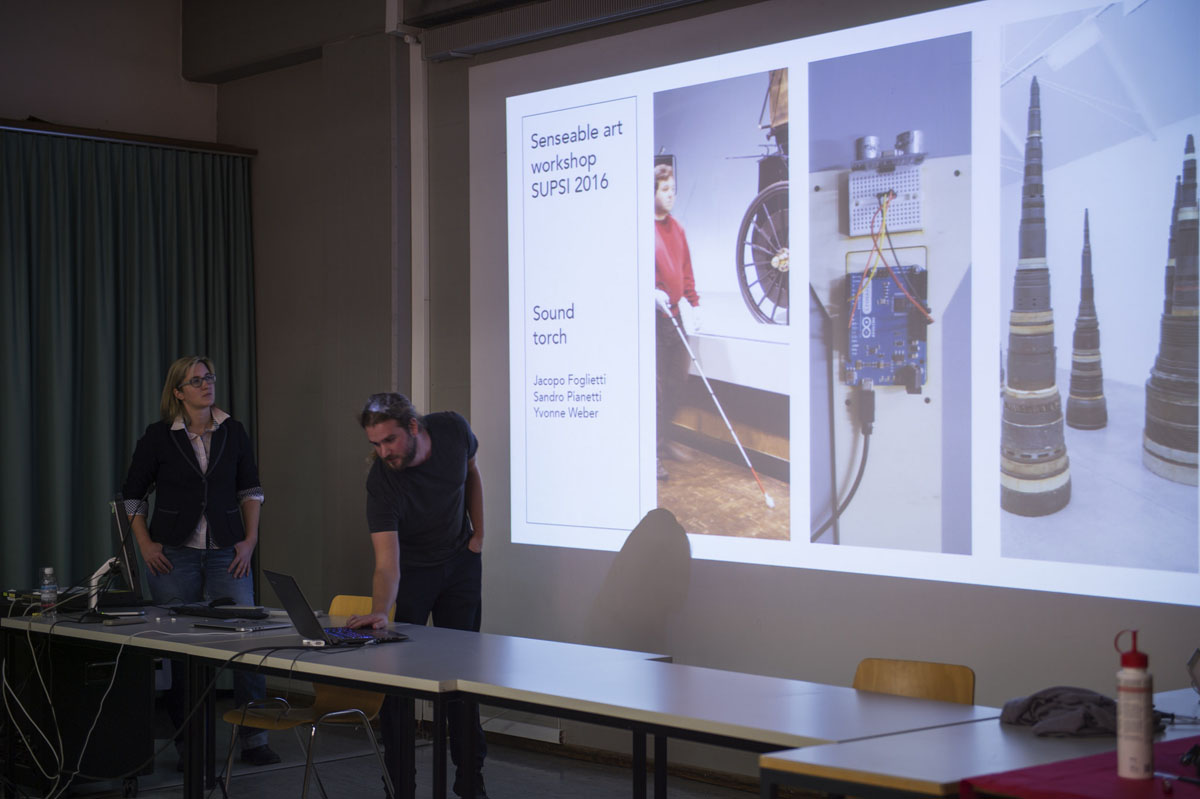 Senseable art
workshop
SUPSI 2016
Sound
torch
Jacopo Foglietti
Sandro Pianetti
Yvonne Weber